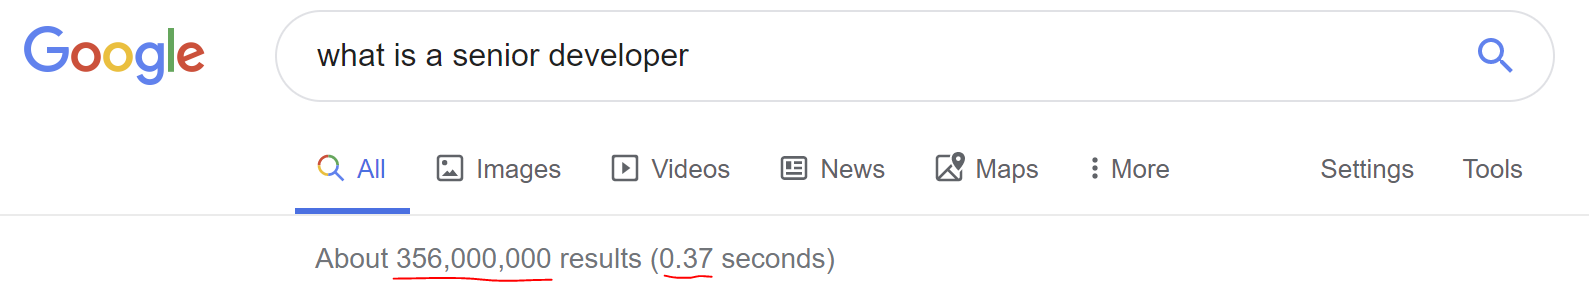 Google what is a senior developer
All Images Videos News Maps More Settings Tools
About 356,000,000 results (0.37 seconds)